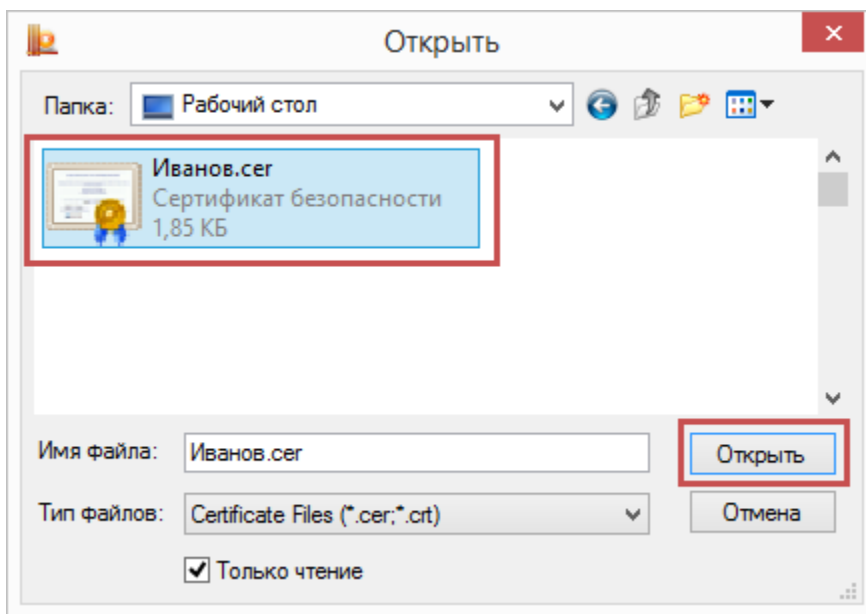 Открыть
Папка: Рабочий стол
Иванов.cer
Сертификат безопасности
1,85 КБ
Имя файла: Иванов.cer Открыть
Тип файлов: Certificate Files (*.cer;*.crt) Отмена
Только чтение